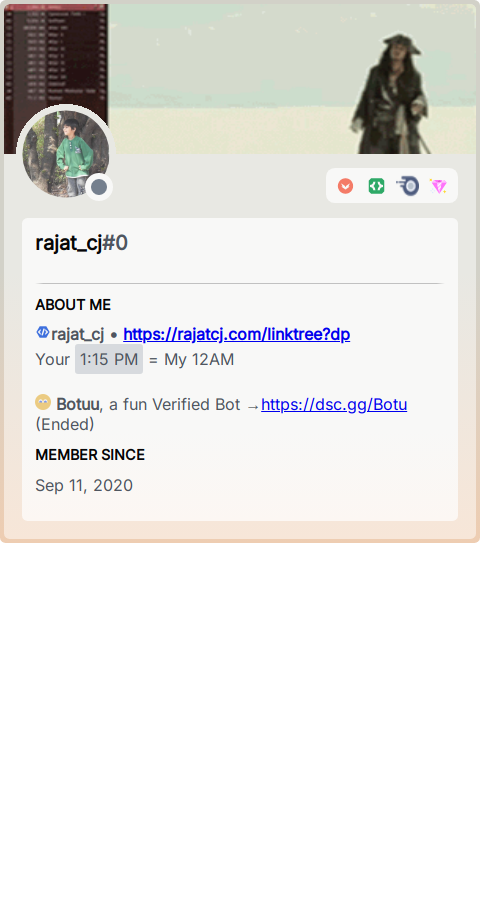 rajat_cj#0
ABOUT ME
rajat_cj • https://rajatcj.com/linktree?dp
Your 1:15 PM = My 12AM
Botuu, a fun Verified Bot →https://dsc.gg/Botu
(Ended)
MEMBER SINCE
Sep 11, 2020